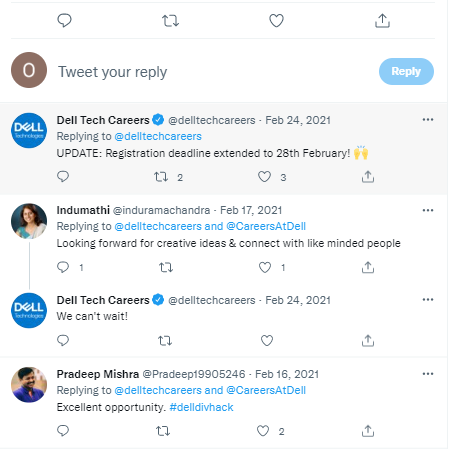 O Tweet your reply Reply
Dell Tech Careers @delltechcareers · Feb 24, 2021
Replying to @delltechcareers
UPDATE: Registration deadline extended to 28th February! 🙌
2 3
DELL
Technologies
Indumathi @induramachandra · Feb 17, 2021
Replying to @delltechcareers and @CareersAtDell
Looking forward for creative ideas & connect with like minded people
1 1
Dell Tech Careers @delltechcareers · Feb 24, 2021
We can't wait!
DELL
Technologies
Pradeep Mishra @Pradeep19905246 · Feb 16, 2021
Replying to @delltechcareers and @CareersAtDell
Excellent opportunity. #delldivhack
2